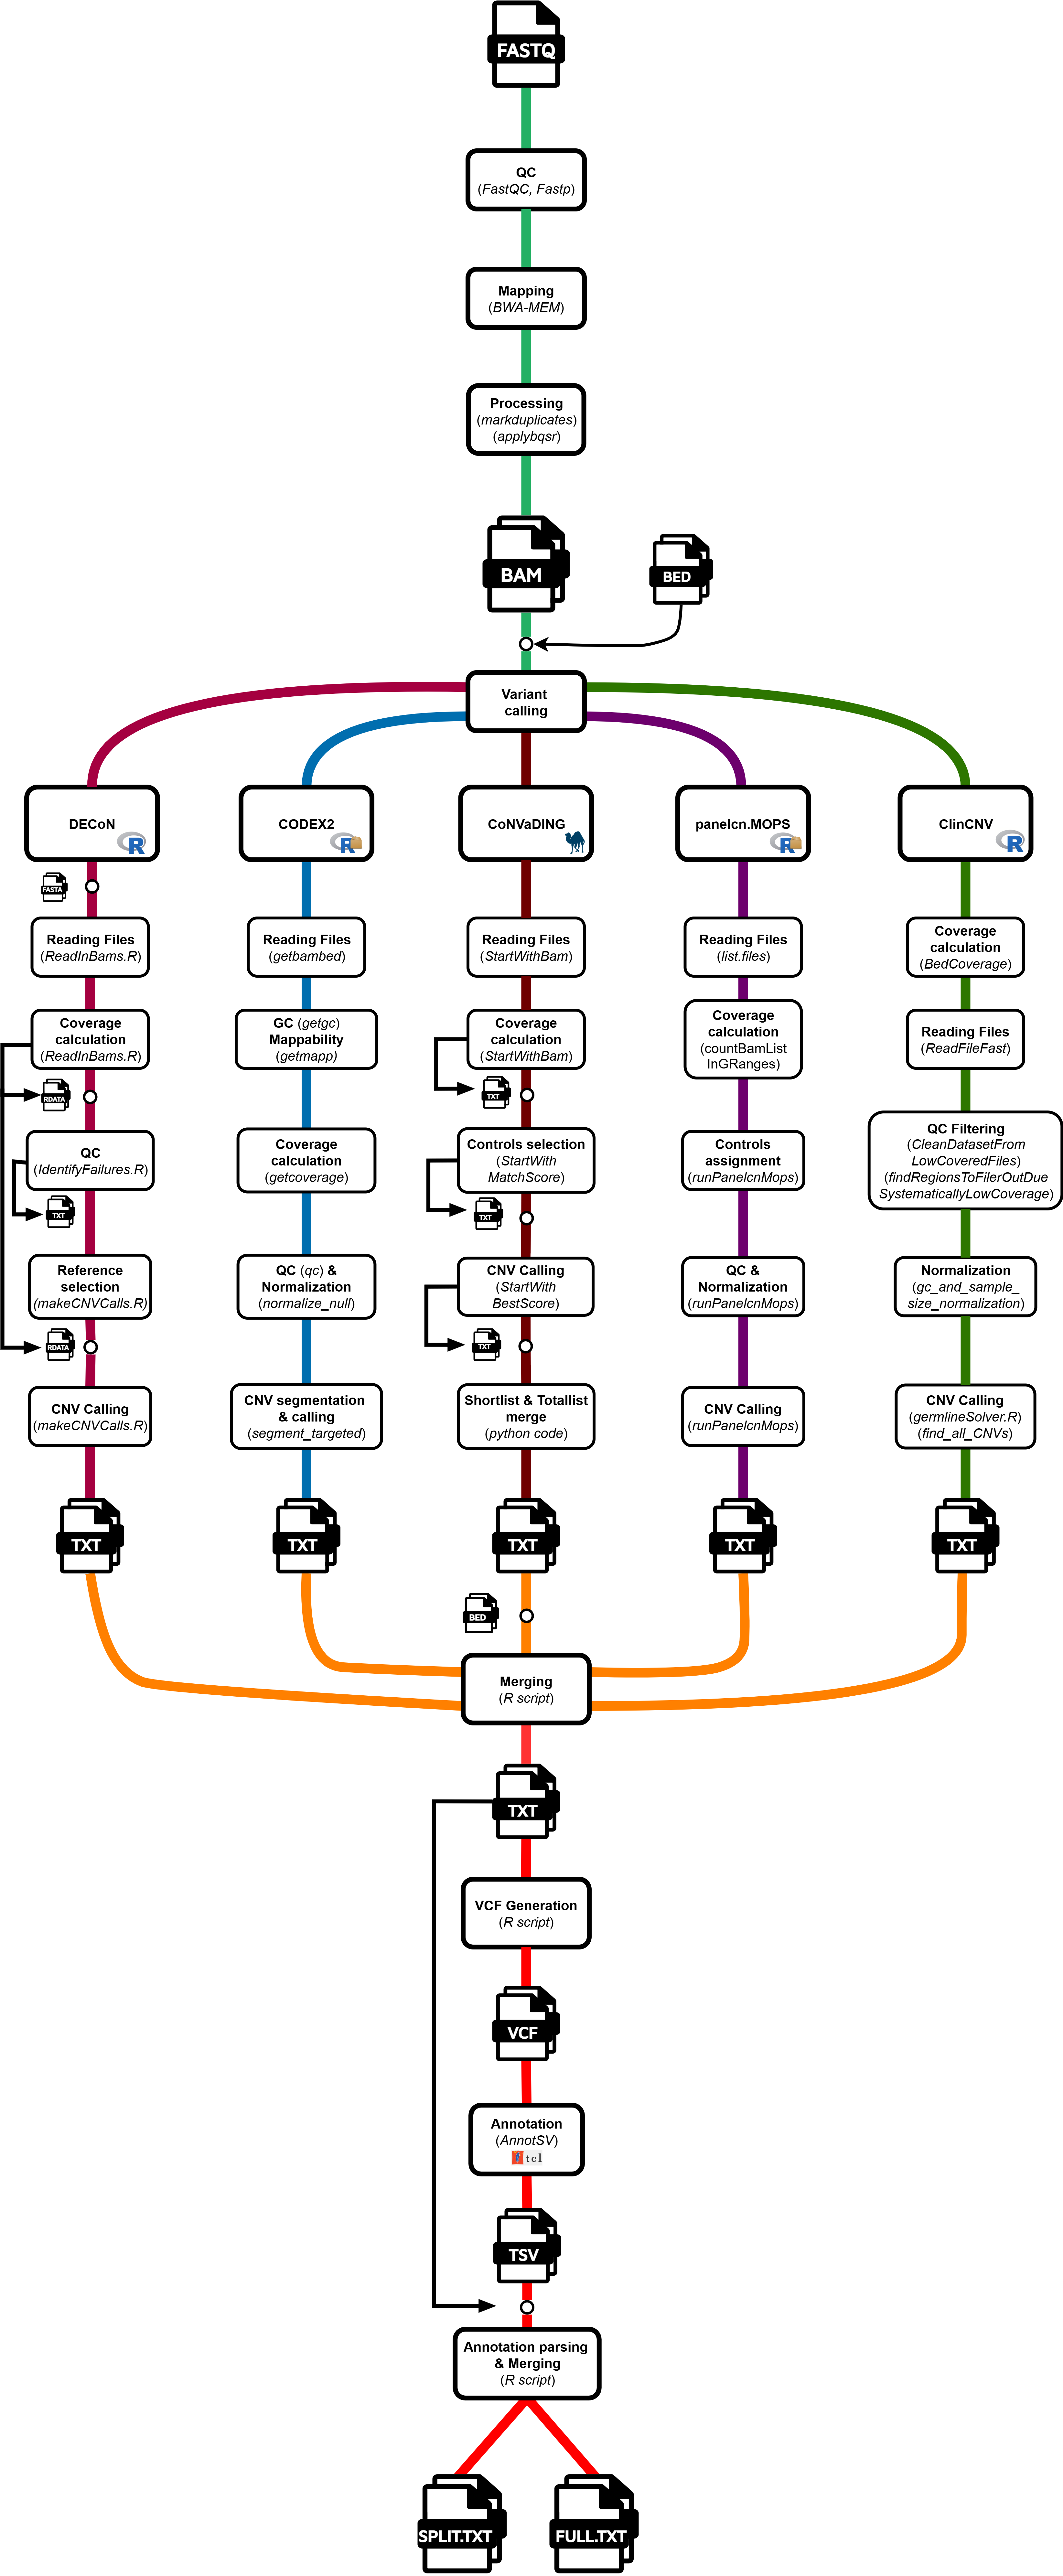 FASTQ
QC
(FastQC, Fastp)
Mapping
(BWA-MEM)
Processing
(markduplicates)
(applybqsr)
BAM
BED
Variant
calling
DECoN
R
CODEX2
R
CoNVaDING
panelcn.MOPS
R
ClinCNV
R
FASTA
Reading Files
(ReadInBams.R)
Coverage
calculation
(ReadInBams.R)
RDATA
QC
(IdentifyFailures.R)
TXT
Reference
selection
(makeCNVCalls.R)
RDATA
CNV Calling
(makeCNVCalls.R)
TXT
Reading Files
(getbambed)
GC (getgc)
Mappability
(getmapp)
Coverage
calculation
(getcoverage)
QC (qc) &
Normalization
(normalize_null)
CNV segmentation
& calling
(segment_targeted)
TXT
Reading Files
(StartWithBam)
Coverage
calculation
(StartWithBam)
TXT
Controls selection
(StartWith
MatchScore)
TXT
CNV Calling
(StartWith
BestScore)
TXT
Shortlist & Totallist
merge
(python code)
TXT
Reading Files
(list.files)
Coverage
calculation
(countBamList
InGRanges)
Controls
assignment
(runPanelcnMops)
QC &
Normalization
(runPanelcnMops)
CNV Calling
(runPanelcnMops)
TXT
Coverage
calculation
(BedCoverage)
Reading Files
(ReadFileFast)
QC Filtering
(CleanDatasetFrom
LowCoveredFiles)
(findRegionsToFilerOutDue
SystematicallyLowCoverage)
Normalization
(gc_and_sample_
size_normalization)
CNV Calling
(germlineSolver.R)
(find_all_CNVs)
TXT
BED
Merging
(R script)
TXT
VCF Generation
(R script)
VCF
Annotation
(AnnotSV)
tcl
TSV
Annotation parsing
& Merging
(R script)
SPLIT.TXT
FULL.TXT